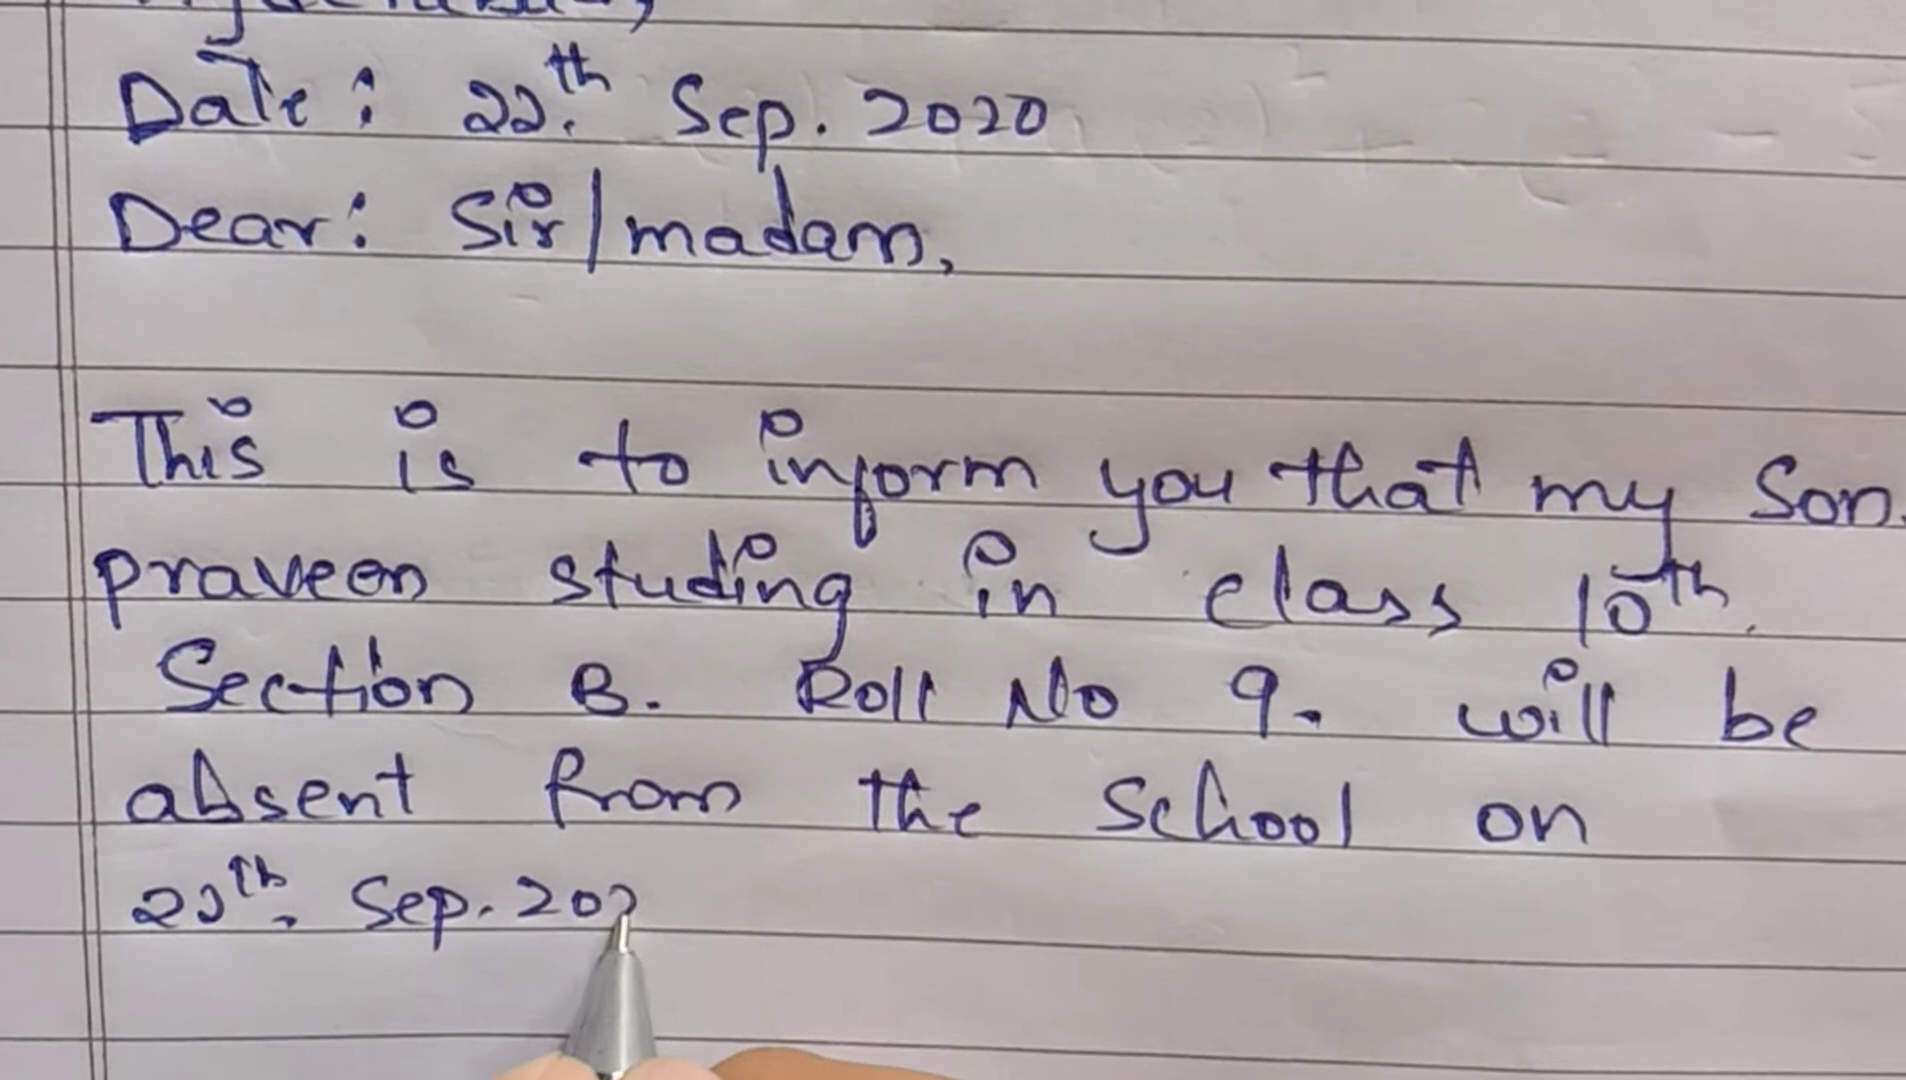 Date : 22th. Sep. 2020
Dear : Sir/madam,
This is to inform you that my Son.
praveen studing in class 10th.
Section B. Roll No 9. will be
absent from the School on
22th. Sep. 202